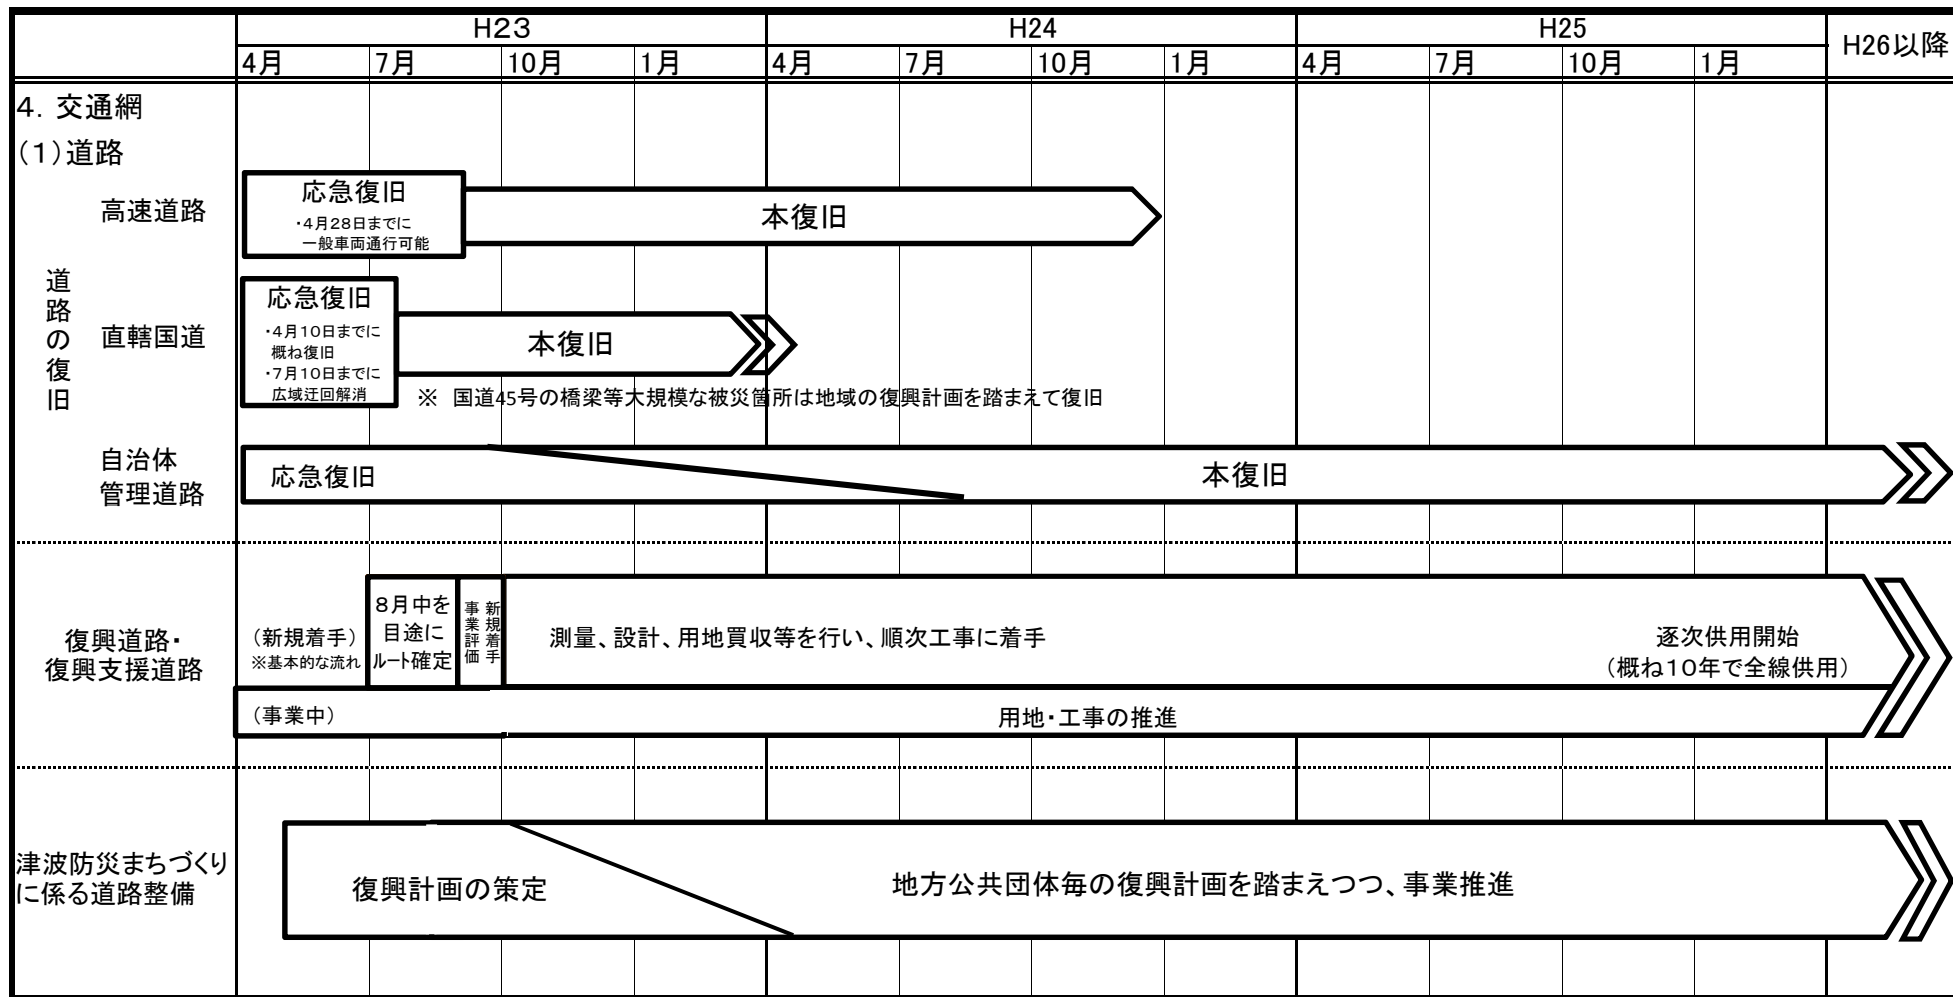 H23
H24
H25
H26以降
4月 7月 10月 1月 4月 7月 10月 1月 4月 7月 10月 1月
4．交通網
（1）道路
道路の復旧
高速道路
応急復旧
・4月28日までに
一般車両通行可能
本復旧
直轄国道
応急復旧
・4月10日までに
概ね復旧
・7月10日までに
広域迂回解消
本復旧
※ 国道45号の橋梁等大規模な被災箇所は地域の復興計画を踏まえて復旧
自治体
管理道路
応急復旧
本復旧
復興道路・
復興支援道路
（新規着手）
※基本的な流れ
8月中を
目途に
ルート確定
新規着手
事業評価
測量、設計、用地買収等を行い、順次工事に着手
逐次供用開始
（概ね10年で全線供用）
（事業中）
用地・工事の推進
津波防災まちづくり
に係る道路整備
復興計画の策定
地方公共団体毎の復興計画を踏まえつつ、事業推進